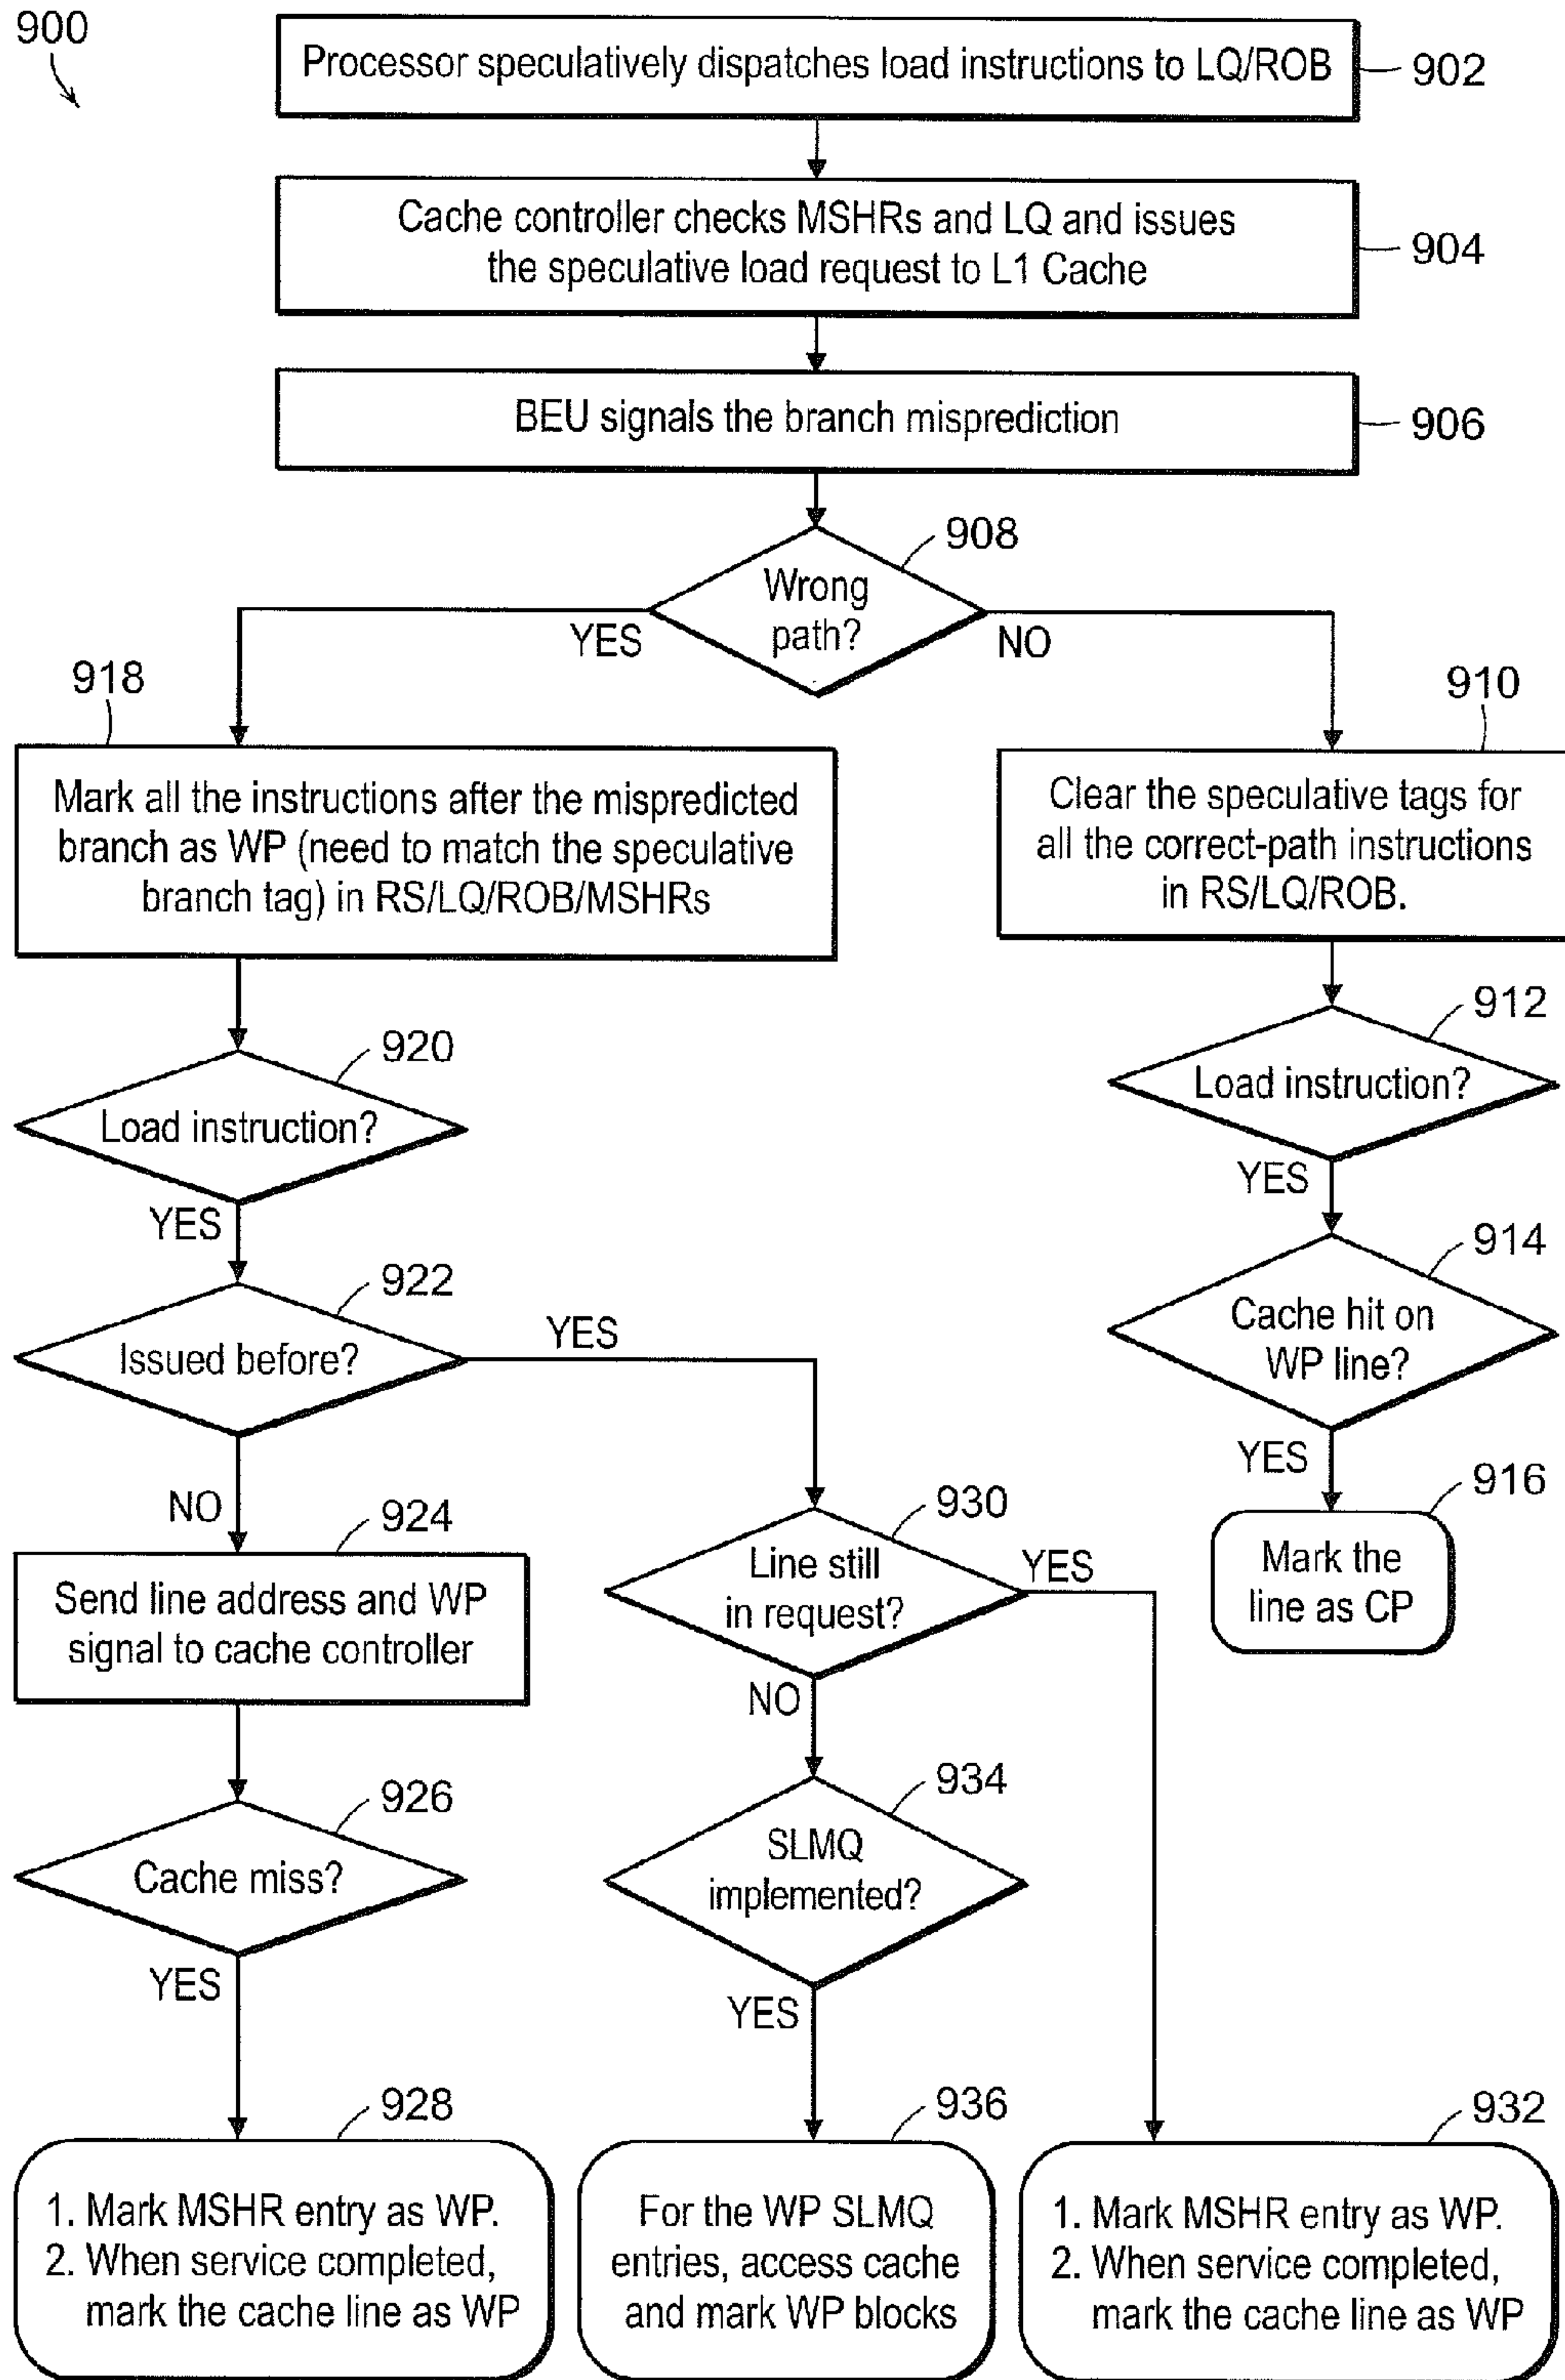 900
Processor speculatively dispatches load instructions to LQ/ROB
902
Cache controller checks MSHRs and LQ and issues
the speculative load request to L1 Cache
904
BEU signals the branch misprediction
906
908
Wrong
path?
YES
NO
918
910
Mark all the instructions after the mispredicted
branch as WP (need to match the speculative
branch tag) in RS/LQ/ROB/MSHRs
Clear the speculative tags for
all the correct-path instructions
in RS/LQ/ROB.
920
Load instruction?
YES
912
Load instruction?
YES
922
Issued before?
YES
NO
914
Cache hit on
WP line?
YES
916
Mark the
line as CP
924
Send line address and WP
signal to cache controller
930
Line still
in request?
YES
NO
926
Cache miss?
YES
934
SLMQ
implemented?
YES
928
1. Mark MSHR entry as WP.
2. When service completed,
mark the cache line as WP
936
For the WP SLMQ
entries, access cache
and mark WP blocks
932
1. Mark MSHR entry as WP.
2. When service completed,
mark the cache line as WP